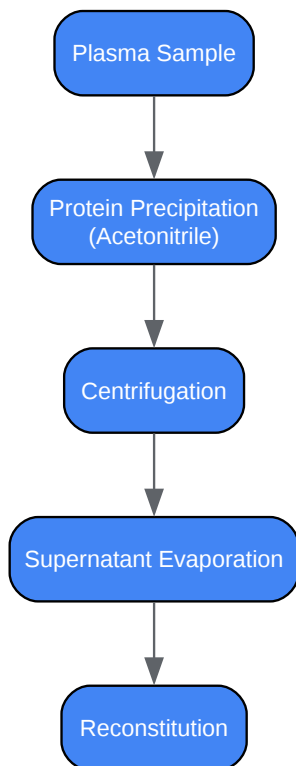 Plasma Sample
Protein Precipitation
(Acetonitrile)
Centrifugation
Supernatant Evaporation
Reconstitution